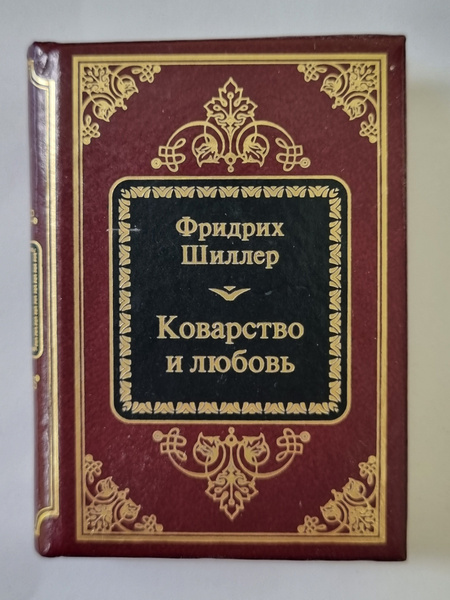 Фридрих
Шиллер
Коварство
и любовь